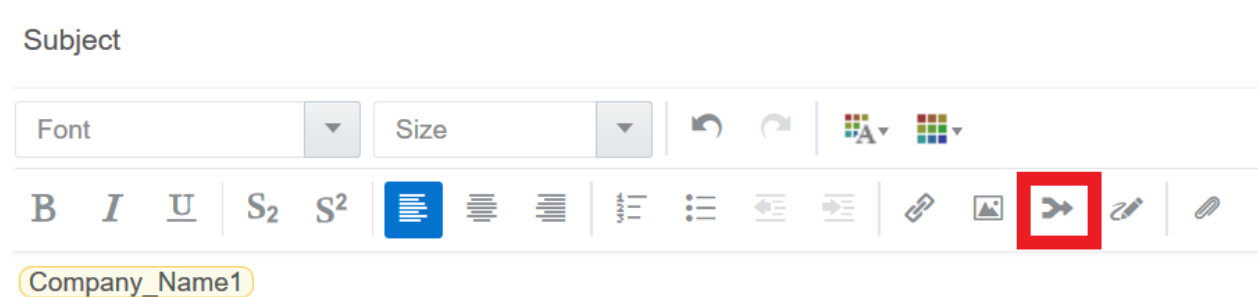 Subject
Font Size
B I U S2 S²
Company_Name1